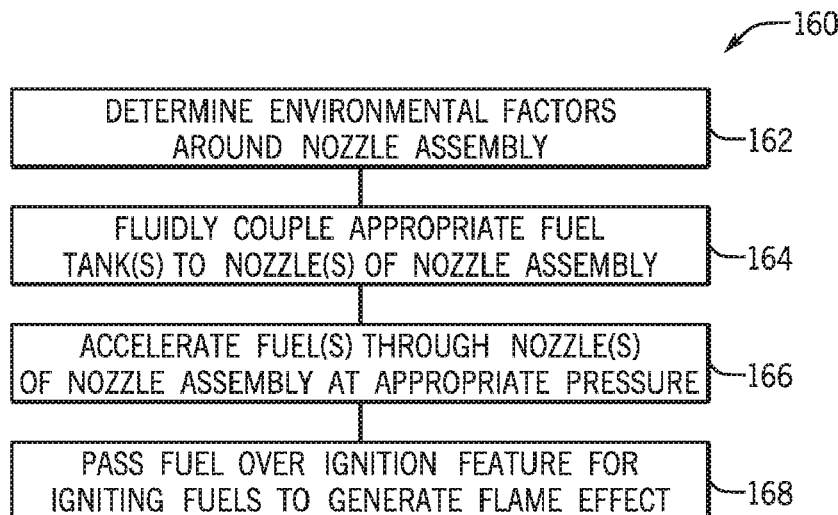 160
DETERMINE ENVIRONMENTAL FACTORS
AROUND NOZZLE ASSEMBLY
162
FLUIDLY COUPLE APPROPRIATE FUEL
TANK(S) TO NOZZLE(S) OF NOZZLE ASSEMBLY
164
ACCELERATE FUEL(S) THROUGH NOZZLE(S)
OF NOZZLE ASSEMBLY AT APPROPRIATE PRESSURE
166
PASS FUEL OVER IGNITION FEATURE FOR
IGNITING FUELS TO GENERATE FLAME EFFECT
168